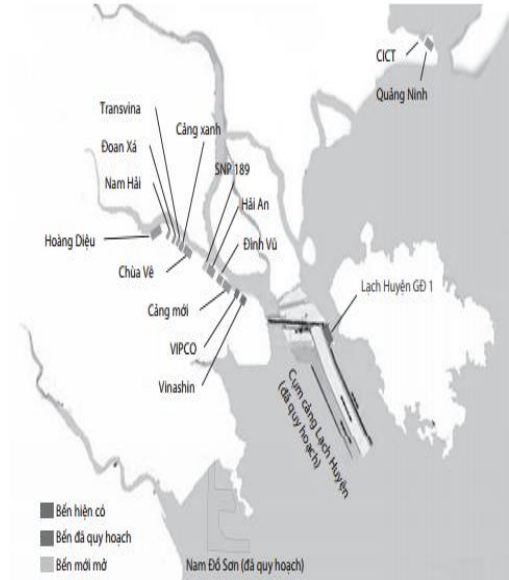 CICT
Quảng Ninh
Transvina
Cảng xanh
Đoan Xá
SNP 189
Nam Hải
Hải An
Hoàng Diệu
Đình Vũ
Chùa Vẽ
Lạch Huyện GĐ 1
Cảng mới
VIPCO
Vinashin
Cụm cảng Lạch Huyện
(đã quy hoạch)
Bến hiện có
Bến đã quy hoạch
Bến mới mở
Nam Đồ Sơn (đã quy hoạch)